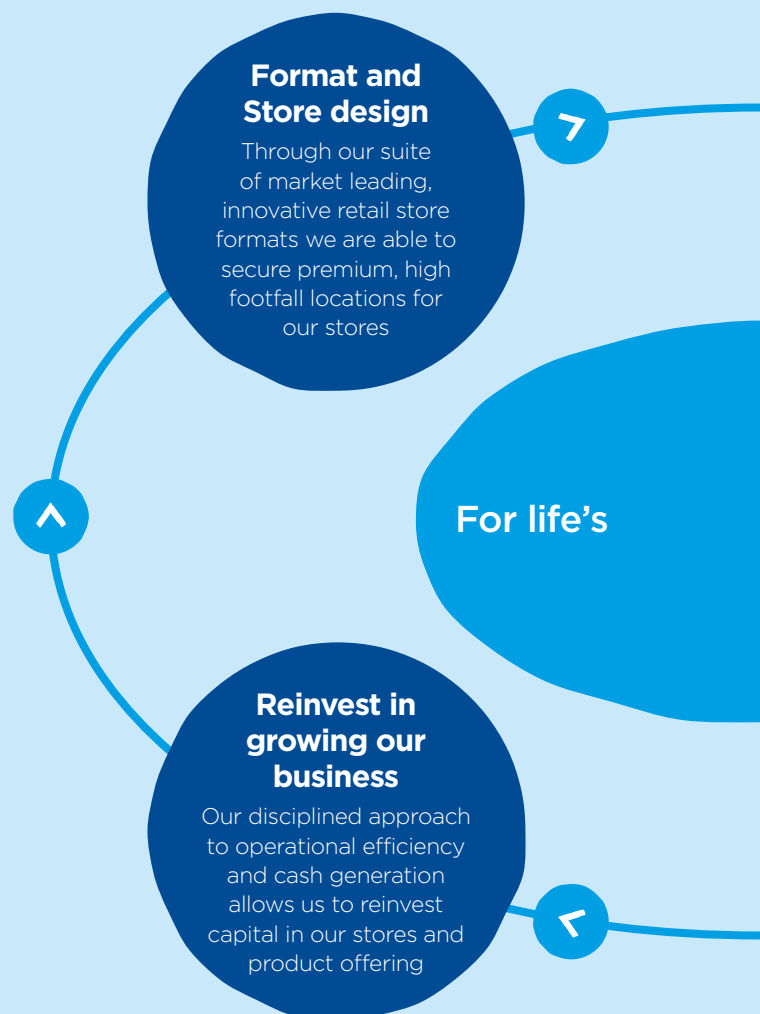 Format and
Store design
Through our suite
of market leading,
innovative retail store
formats we are able to
secure premium, high
footfall locations for
our stores
For life’s
Reinvest in
growing our
business
Our disciplined approach
to operational efficiency
and cash generation
allows us to reinvest
capital in our stores and
product offering